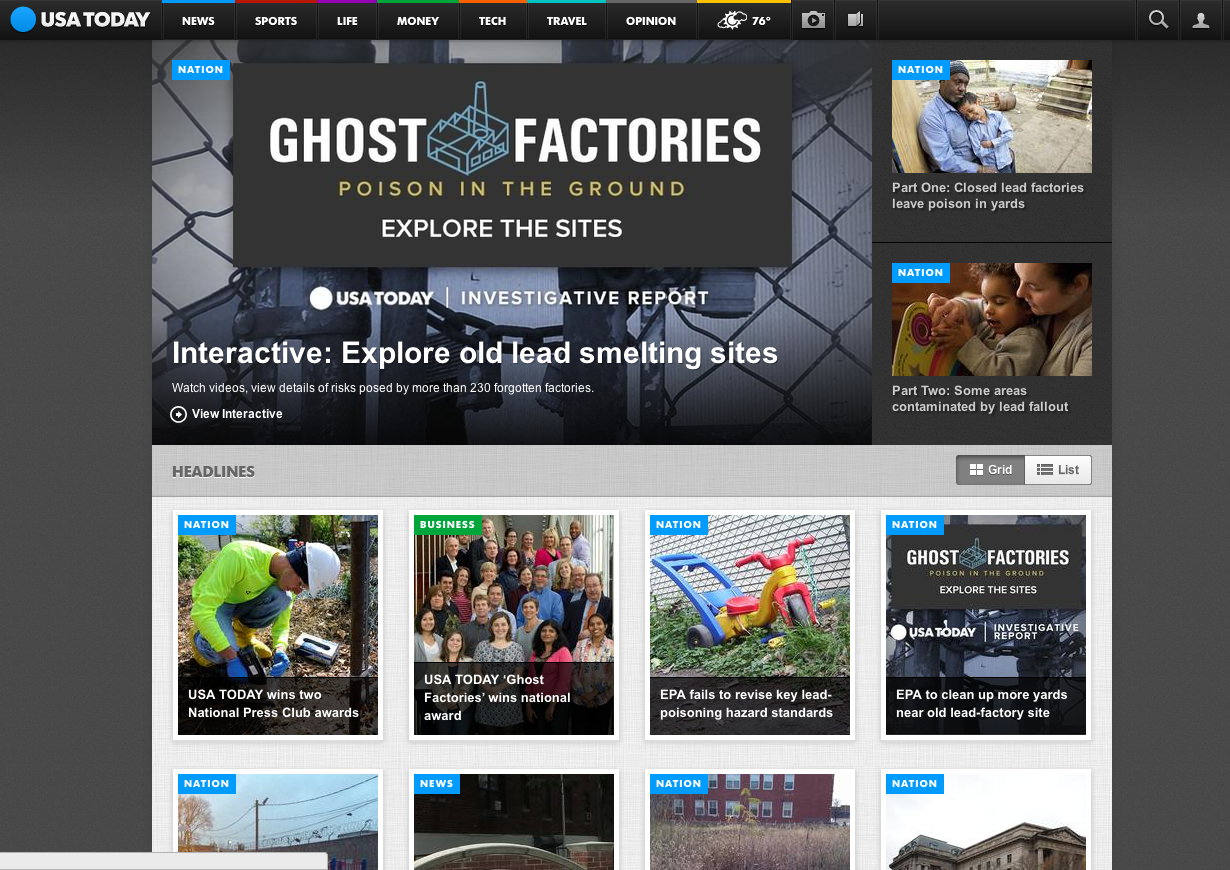 USA TODAY
NEWS
SPORTS
LIFE
MONEY
TECH
TRAVEL
OPINION
76°
NATION
GHOST FACTORIES
POISON IN THE GROUND
EXPLORE THE SITES
USA TODAY | INVESTIGATIVE REPORT
Interactive: Explore old lead smelting sites
Watch videos, view details of risks posed by more than 230 forgotten factories.
View Interactive
NATION
Part One: Closed lead factories
leave poison in yards
NATION
Part Two: Some areas
contaminated by lead fallout
HEADLINES
Grid
List
NATION
USA TODAY wins two
National Press Club awards
BUSINESS
USA TODAY ‘Ghost
Factories’ wins national
award
NATION
EPA fails to revise key lead-
poisoning hazard standards
NATION
GHOST FACTORIES
POISON IN THE GROUND
EXPLORE THE SITES
USA TODAY | INVESTIGATIVE
REPORT
EPA to clean up more yards
near old lead-factory site
NATION
NEWS
NATION
NATION